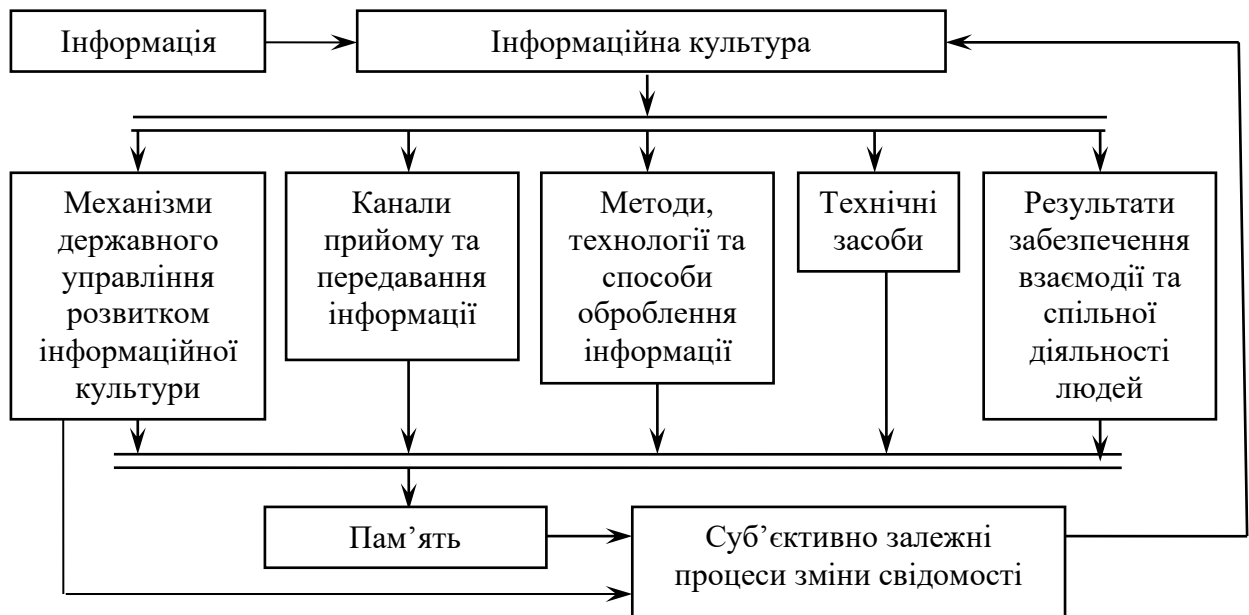 Інформація
Інформаційна культура
Механізми
державного
управління
розвитком
інформаційної
культури
Канали
прийому та
передавання
інформації
Методи,
технології та
способи
оброблення
інформації
Технічні
засоби
Результати
забезпечення
взаємодії та
спільної
діяльності
людей
Пам’ять
Суб’єктивно залежні
процеси зміни свідомості